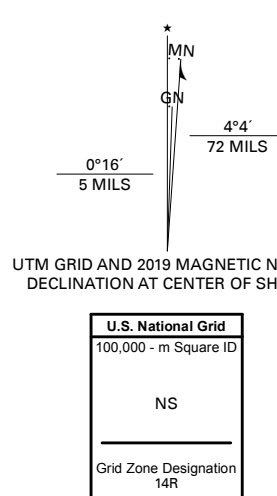 ★
MN
GN
4°4´
72 MILS
0°16´
5 MILS
UTM GRID AND 2019 MAGNETIC N
DECLINATION AT CENTER OF SH
U.S. National Grid
100,000 - m Square ID
NS
Grid Zone Designation
14R